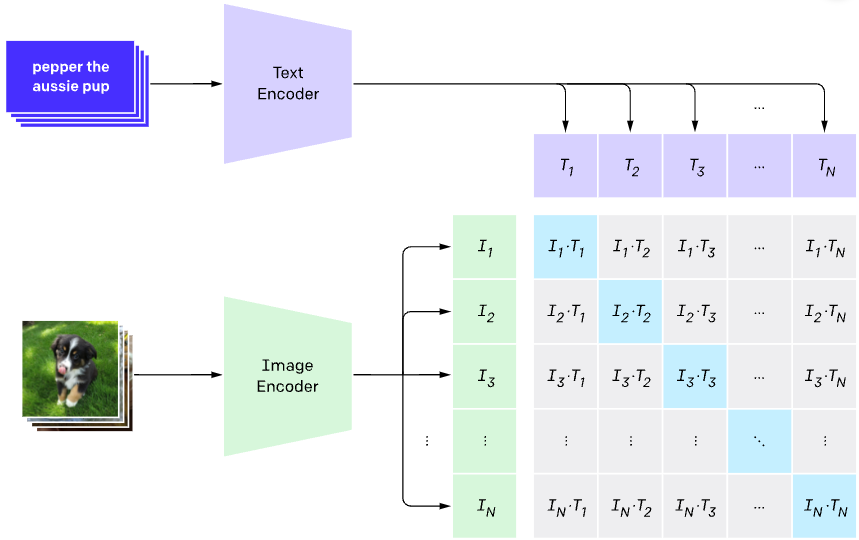 pepper the
aussie pup
Text
Encoder
...
T1 T2 T3 ... TN
I1 I1·T1 I1·T2 I1·T3 ... I1·TN
I2 I2·T1 I2·T2 I2·T3 ... I2·TN
Image
Encoder
I3 I3·T1 I3·T2 I3·T3 ... I3·TN
⋮ ⋮ ⋮ ⋮ ⋮ ⋱ ⋮
IN IN·T1 IN·T2 IN·T3 ... IN·TN